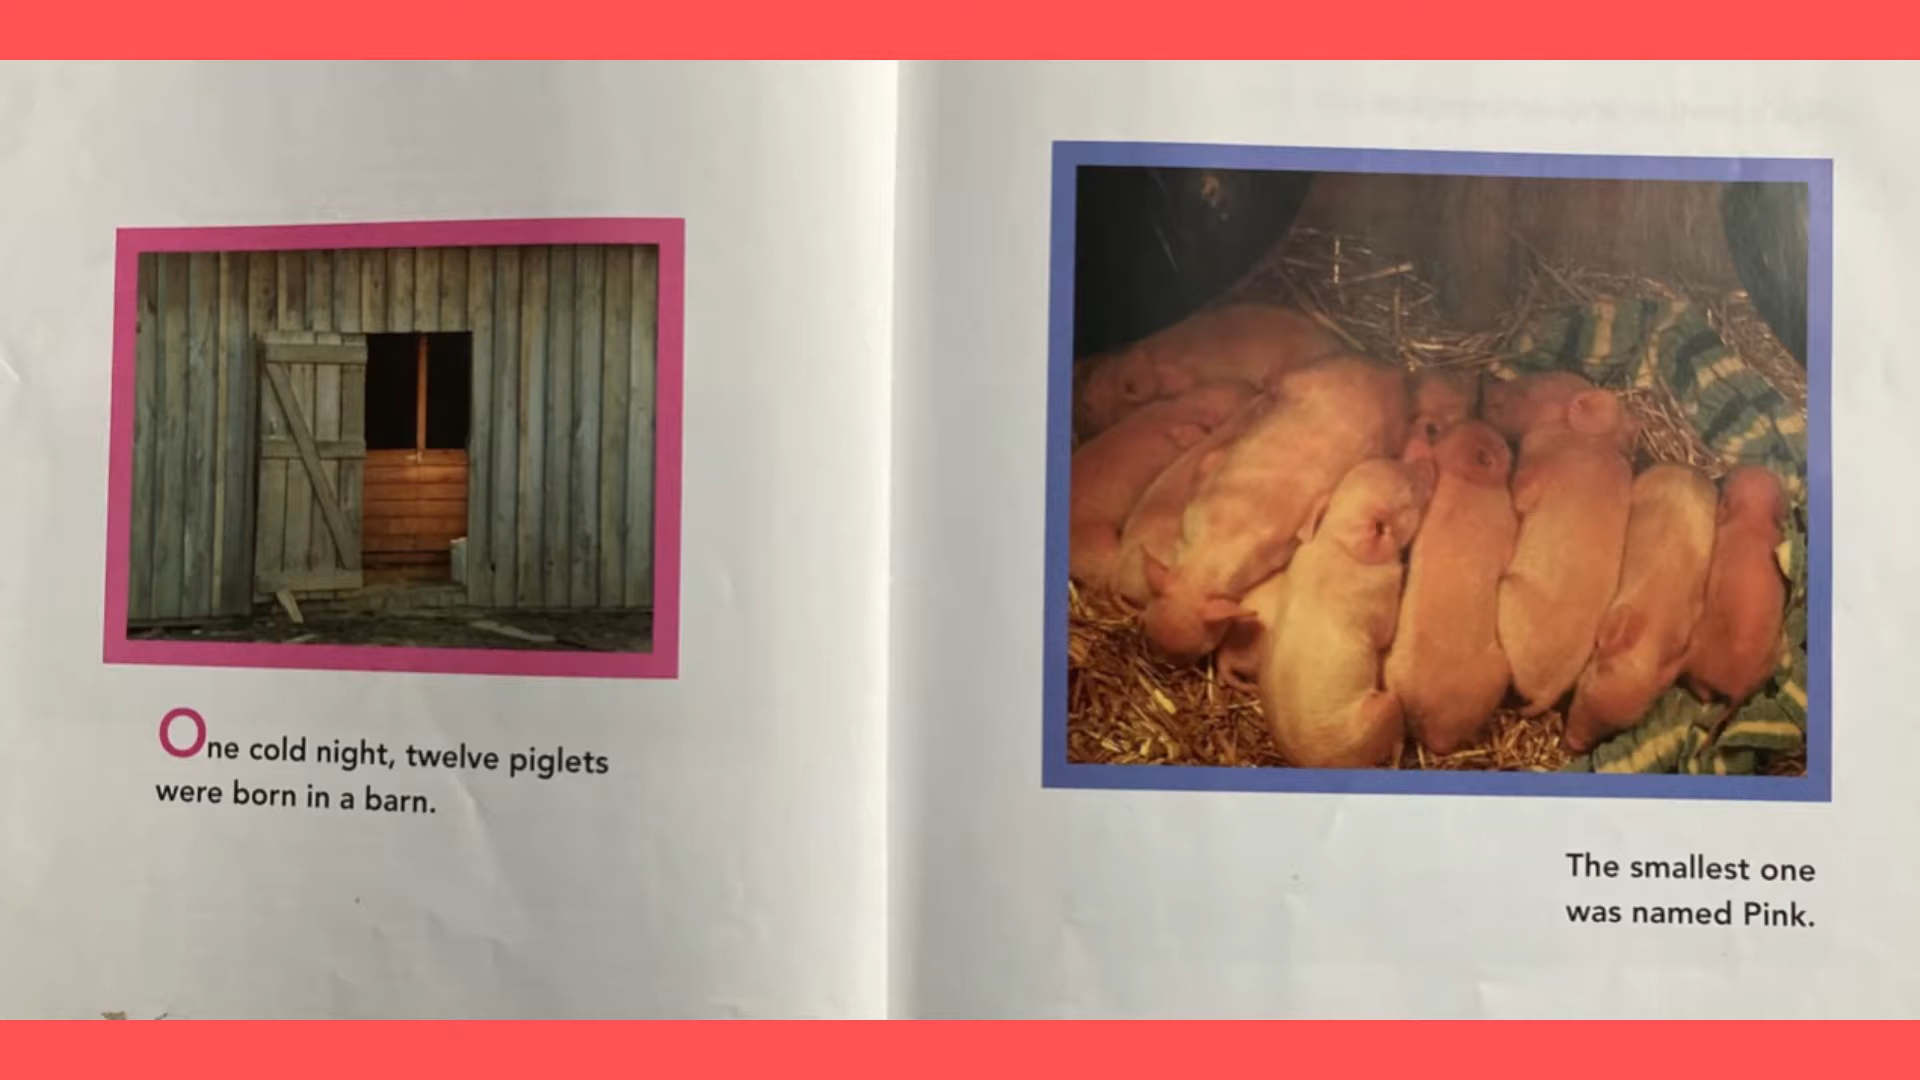 One cold night, twelve piglets
were born in a barn.
The smallest one
was named Pink.